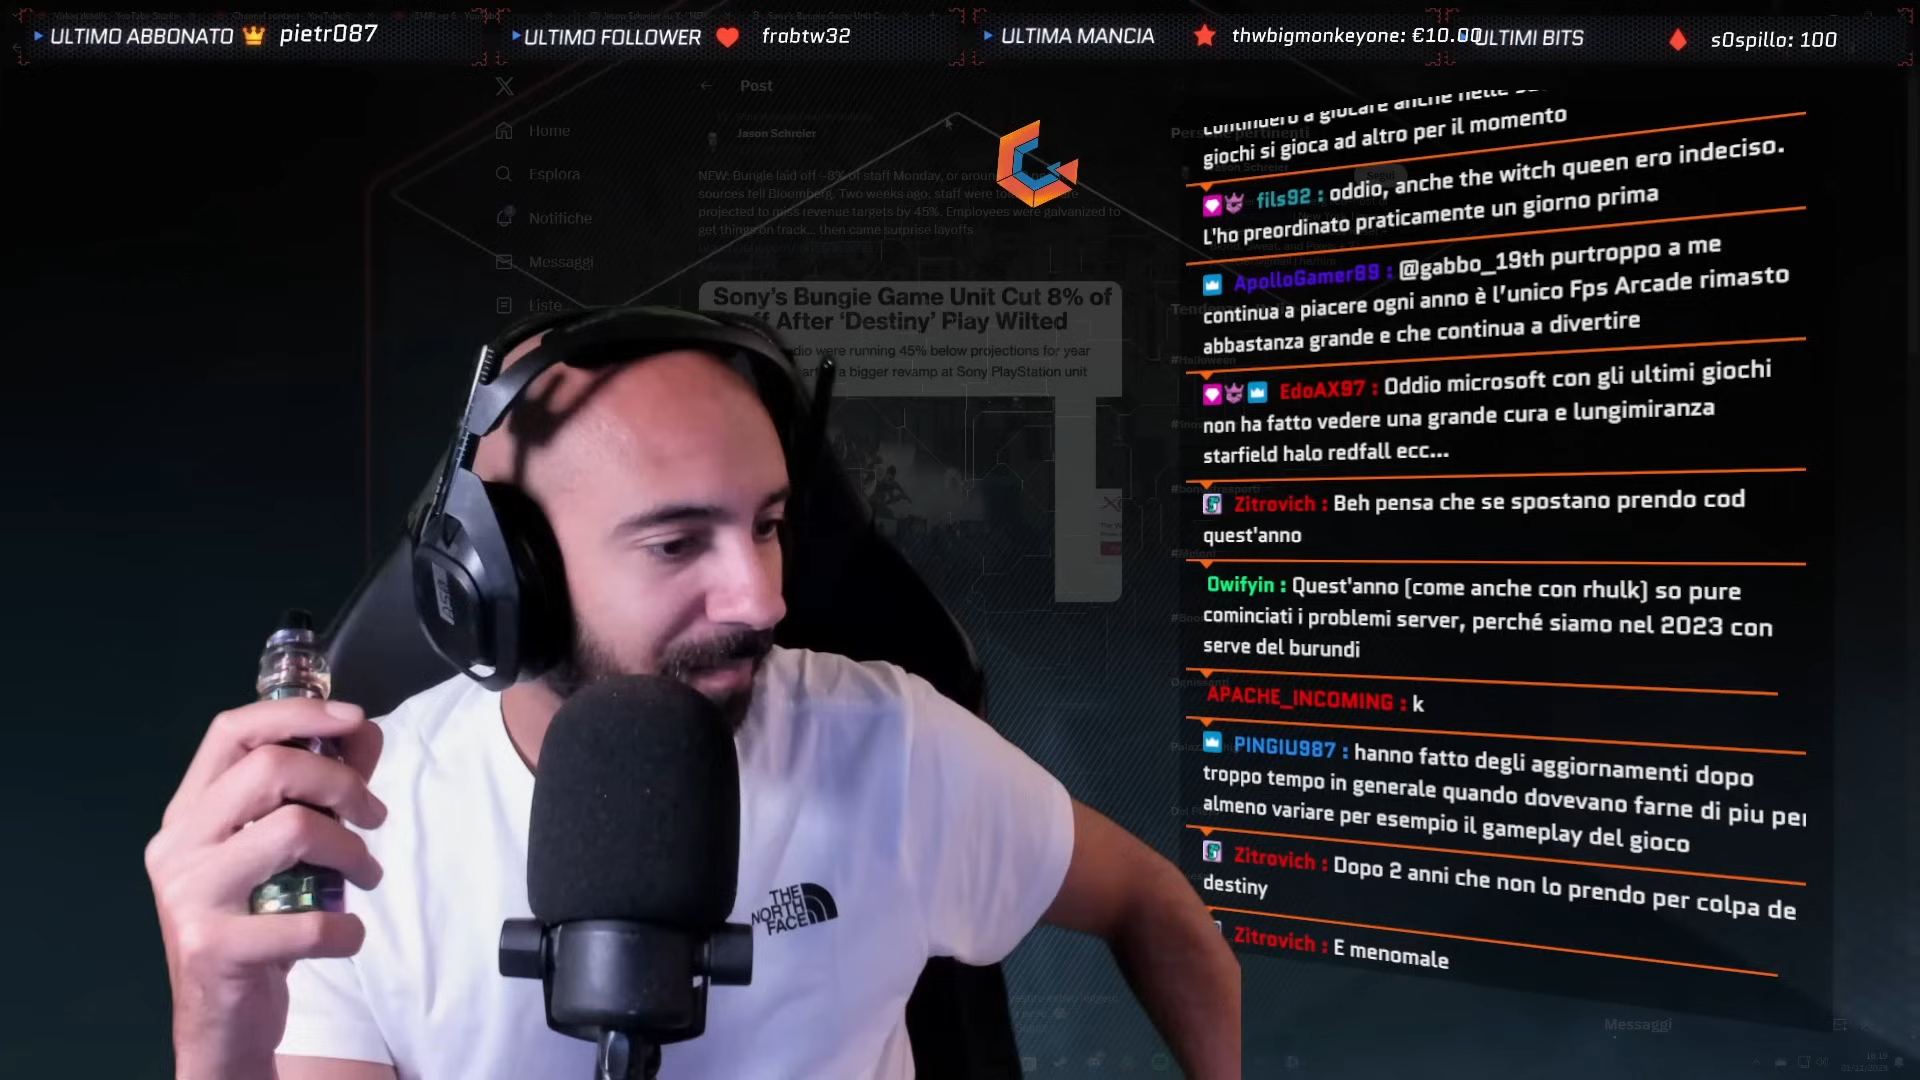 ULTIMO ABBONATO pietr087
ULTIMO FOLLOWER frabtw32
ULTIMA MANCIA thwbigmonkeyone: €10.00
ULTIMI BITS s0spillo: 100
Post
Home
Esplora
Notifiche
Messaggi
Liste
Jason Schreier
NEW: Bungie laid off ~8% of staff Monday, or
sources tell Bloomberg. Two weeks ago, staff were
projected to miss revenue targets by 45%. Employees were galvanized to
get things on track... then came surprise layoffs
Sony's Bungie Game Unit Cut 8% of
After 'Destiny' Play Wilted
were running 45% below projections for year
a bigger revamp at Sony PlayStation unit
continuero a giocare anche nelle
giochi si gioca ad altro per il momento
fils92 : oddio, anche the witch queen ero indeciso.
L'ho preordinato praticamente un giorno prima
ApolloGamer89 : @gabbo_19th purtroppo a me
continua a piacere ogni anno è l'unico Fps Arcade rimasto
abbastanza grande e che continua a divertire
EdoAX97 : Oddio microsoft con gli ultimi giochi
non ha fatto vedere una grande cura e lungimiranza
starfield halo redfall ecc...
Zitrovich : Beh pensa che se spostano prendo cod
quest'anno
Owifyin : Quest'anno (come anche con rhulk) so pure
cominciati i problemi server, perché siamo nel 2023 con
serve del burundi
APACHE_INCOMING : k
PINGIU987 : hanno fatto degli aggiornamenti dopo
troppo tempo in generale quando dovevano farne di piu per
almeno variare per esempio il gameplay del gioco
Zitrovich : Dopo 2 anni che non lo prendo per colpa de
destiny
Zitrovich : E menomale
THE
NORTH
FACE
Messaggi